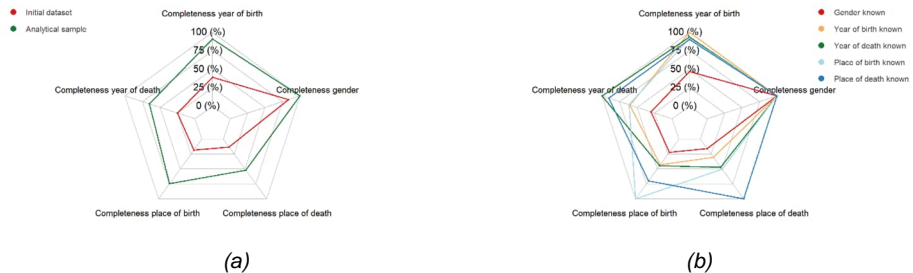 Initial dataset
Analytical sample
Completeness year of birth
100 (%)
75 (%)
50 (%)
25 (%)
0 (%)
Completeness year of death
Completeness gender
Completeness place of birth
Completeness place of death
(a)
Completeness year of birth
Gender known
Year of birth known
Year of death known
Place of birth known
Place of death known
100 (%)
75 (%)
50 (%)
25 (%)
0 (%)
Completeness year of death
Completeness gender
Completeness place of birth
Completeness place of death
(b)